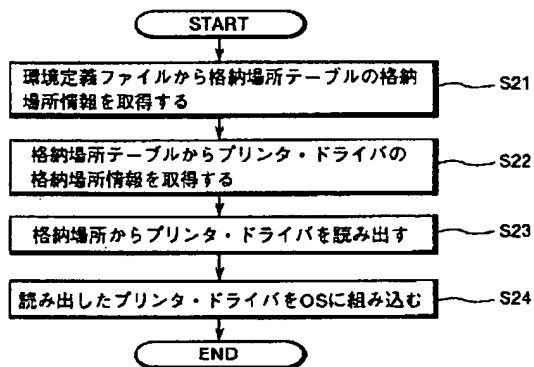 START
環境定義ファイルから格納場所テーブルの格納
場所情報を取得する
S21
格納場所テーブルからプリンタ・ドライバの
格納場所情報を取得する
S22
格納場所からプリンタ・ドライバを読み出す
S23
読み出したプリンタ・ドライバをOSに組み込む
S24
END